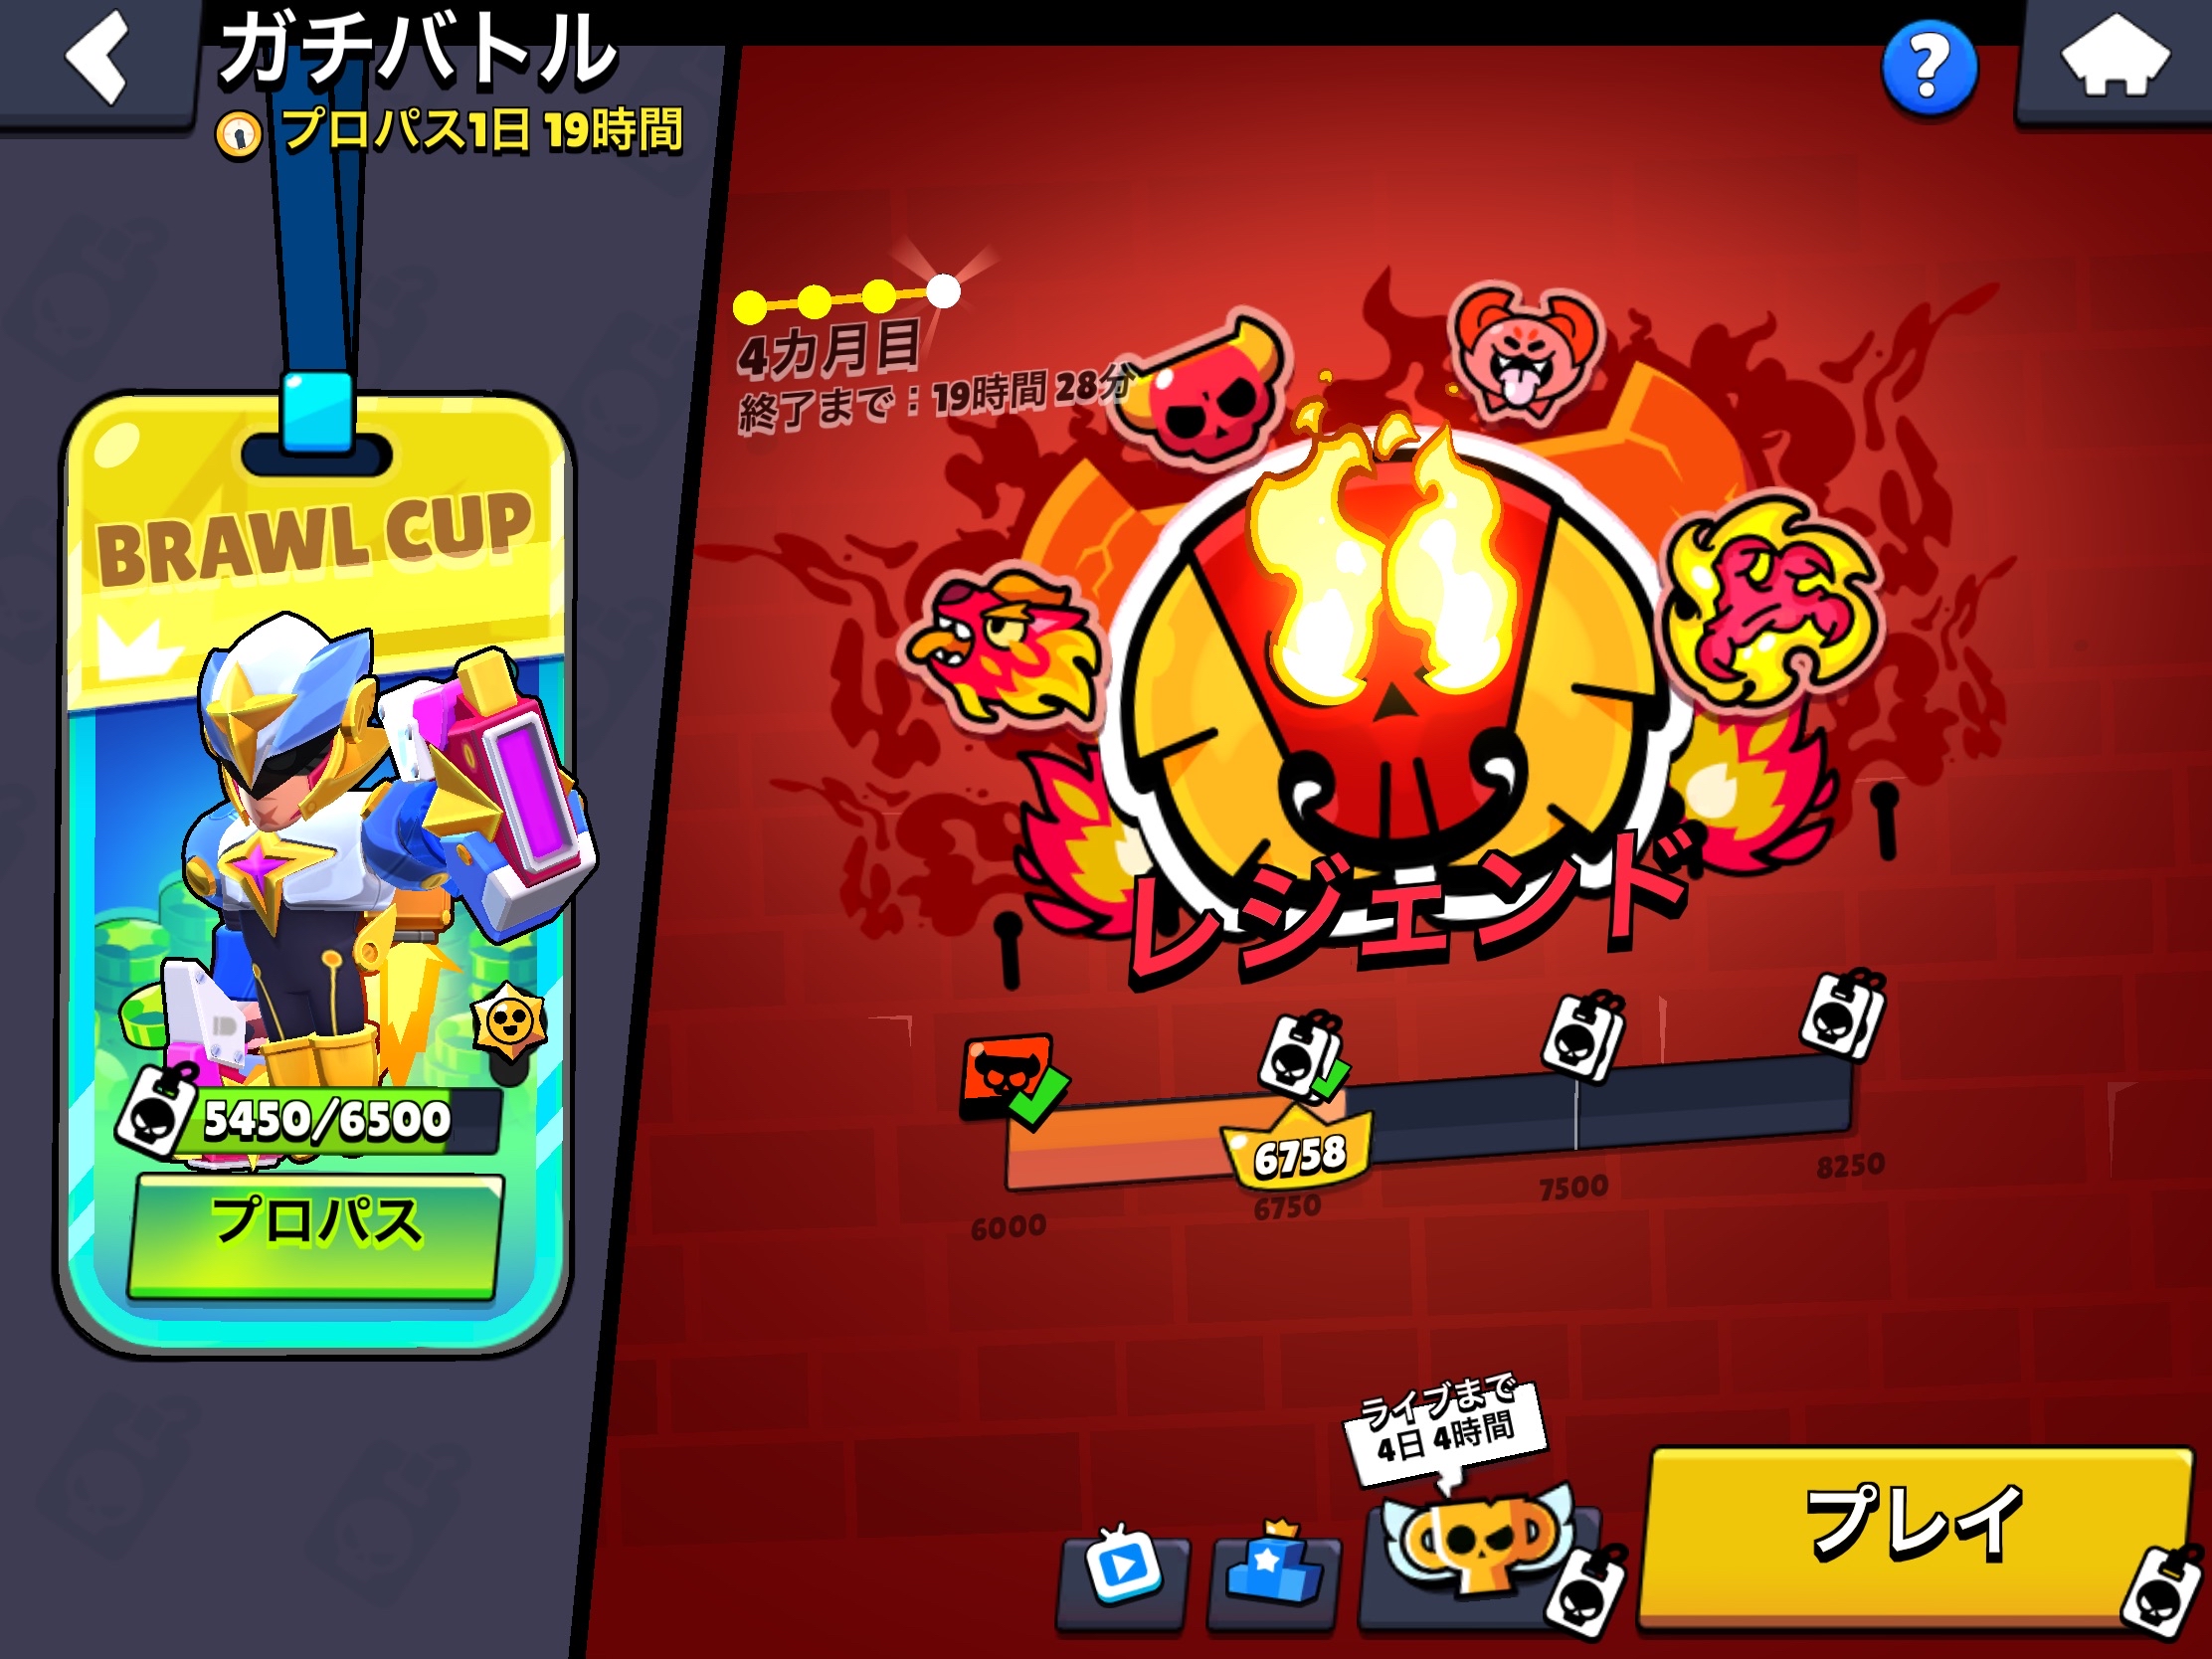 ガチバトル
プロパス1日 19時間
4カ月目
終了まで：19時間 28分
BRAWL CUP
5450/6500
プロパス
レジェンド
6758
6000
6750
7500
8250
ライブまで
4日 4時間
プレイ